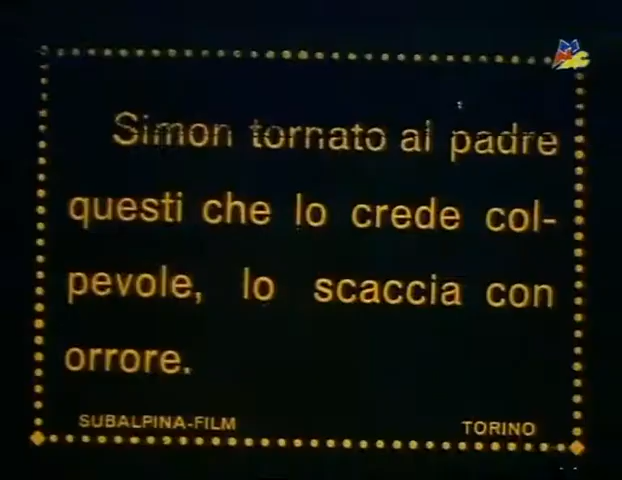 Simon tornato al padre
questi che lo crede col-
pevole, lo scaccia con
orrore.
SUBALPINA-FILM TORINO